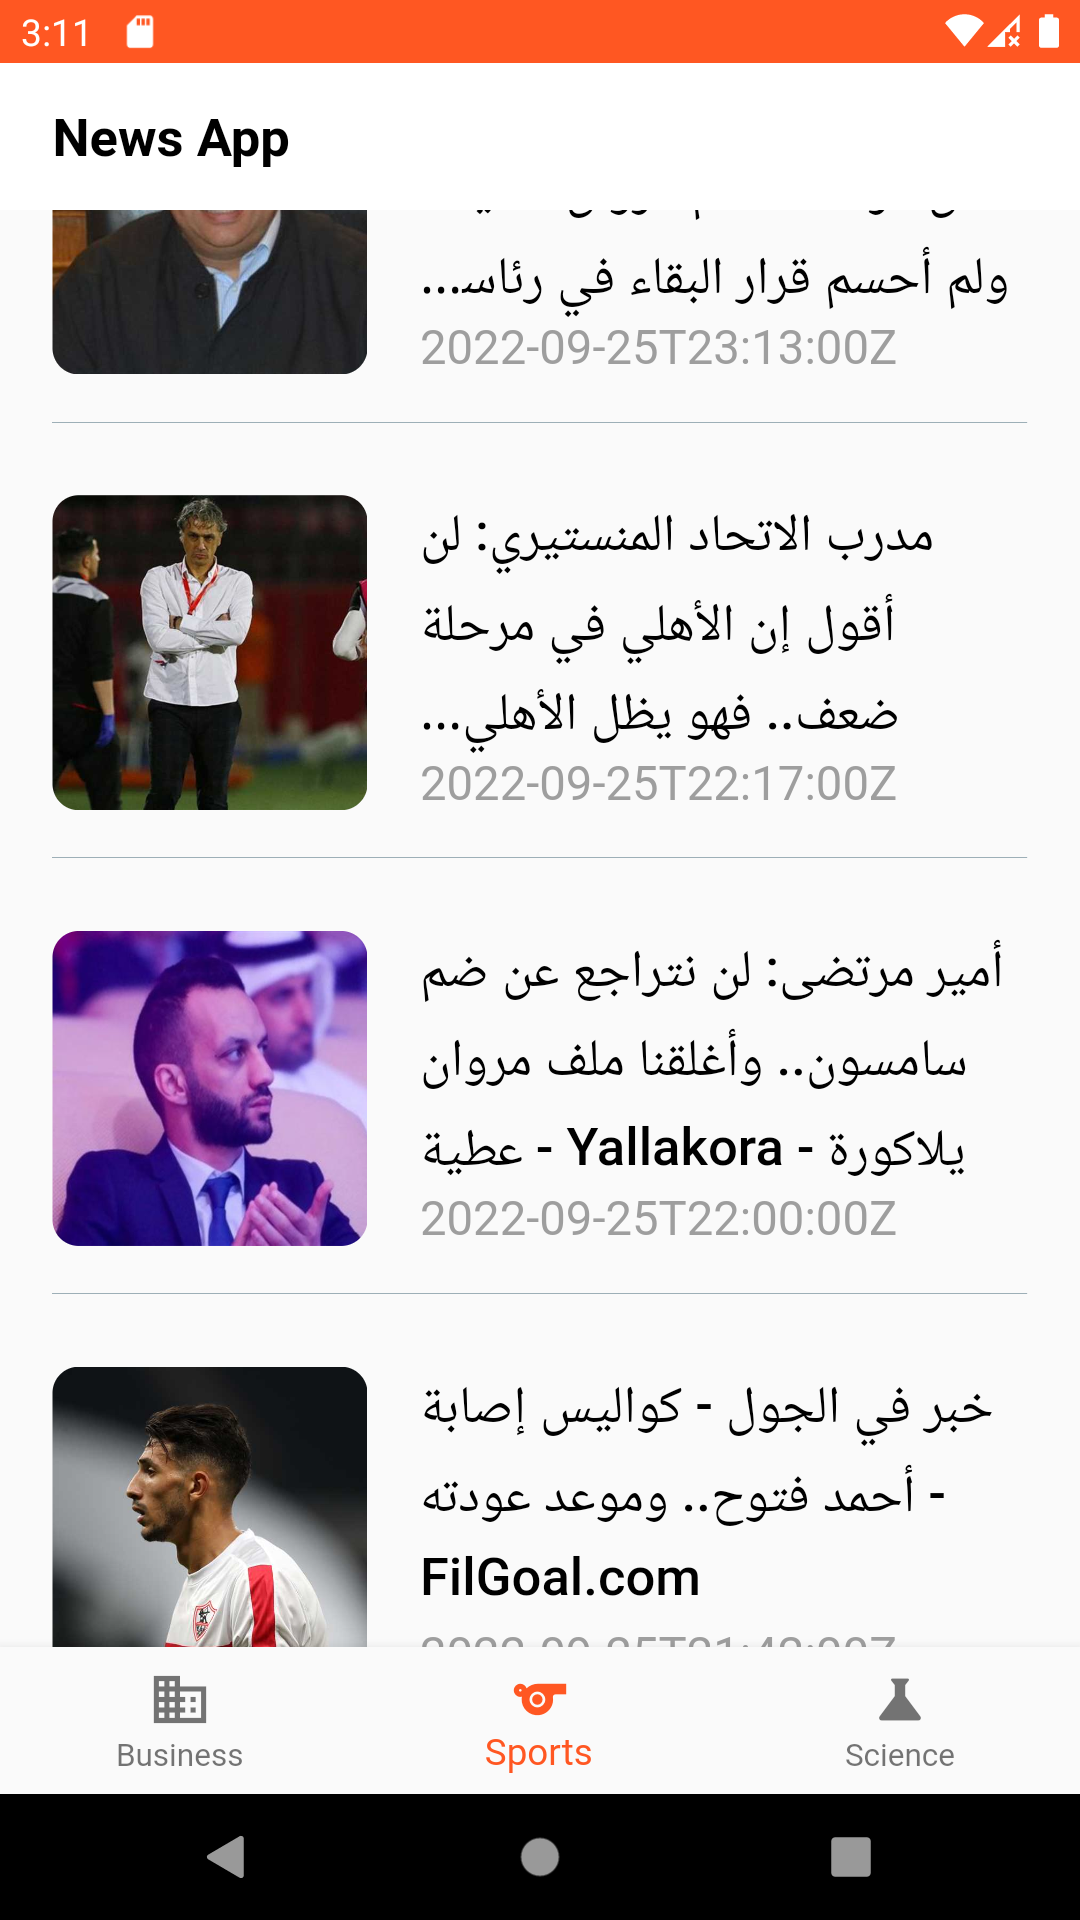 3:11
News App
ولم أحسم قرار البقاء في رئاسـ...
2022-09-25T23:13:00Z
مدرب الاتحاد المنستيري: لن
أقول إن الأهلي في مرحلة
ضعف.. فهو يظل الأهلي...
2022-09-25T22:17:00Z
أمير مرتضى: لن نتراجع عن ضم
سامسون.. وأغلقنا ملف مروان
عطية - Yallakora - يلاكورة
2022-09-25T22:00:00Z
خبر في الجول - كواليس إصابة
أحمد فتوح.. وموعد عودته -
FilGoal.com
Business
Sports
Science